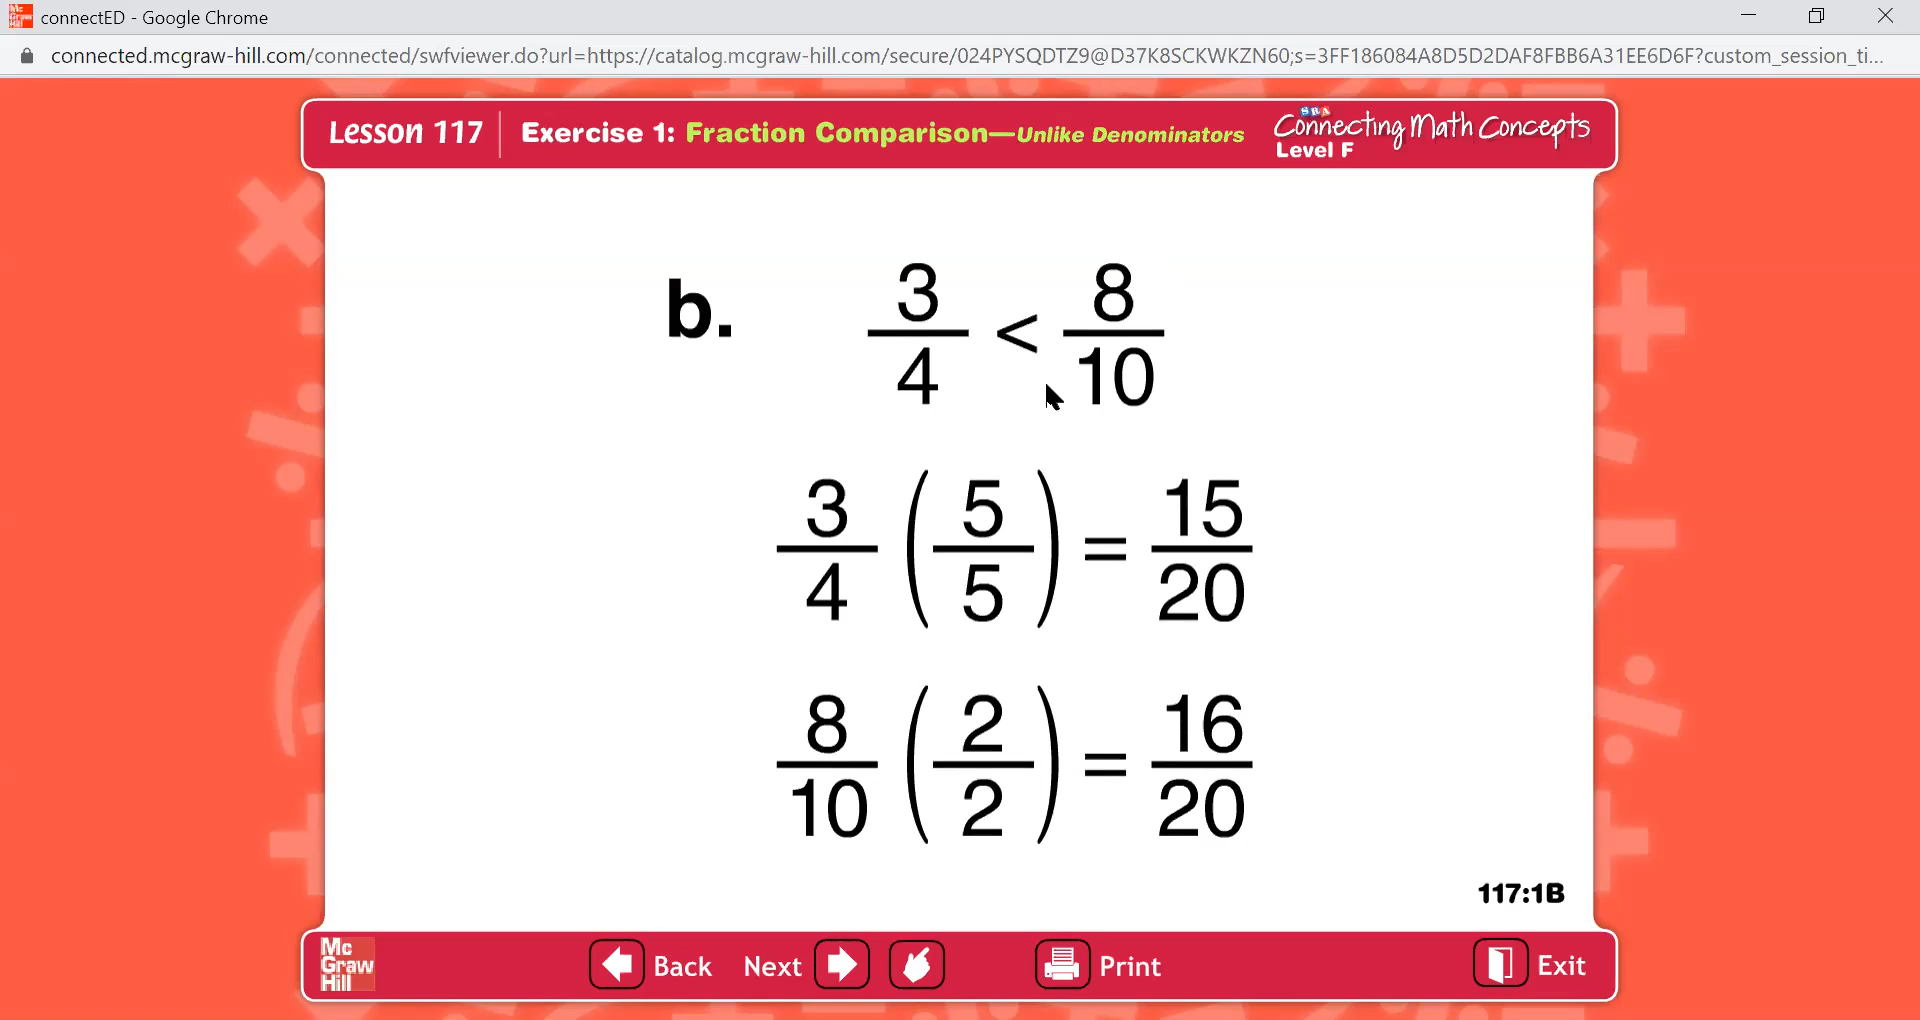 connectED - Google Chrome
connected.mcgraw-hill.com/connected/swfviewer.do?url=https://catalog.mcgraw-hill.com/secure/024PYSQDTZ9@D37K8SCKWKZN60;s=3FF186084A8D5D2DAF8FBB6A31EE6D6F?custom_session_ti...
Lesson 117 Exercise 1: Fraction Comparison—Unlike Denominators
SRA
Connecting Math Concepts
Level F
b. 3/4 < 8/10
3/4 (5/5) = 15/20
8/10 (2/2) = 16/20
117:1B
Mc
Graw
Hill
Back Next Print Exit